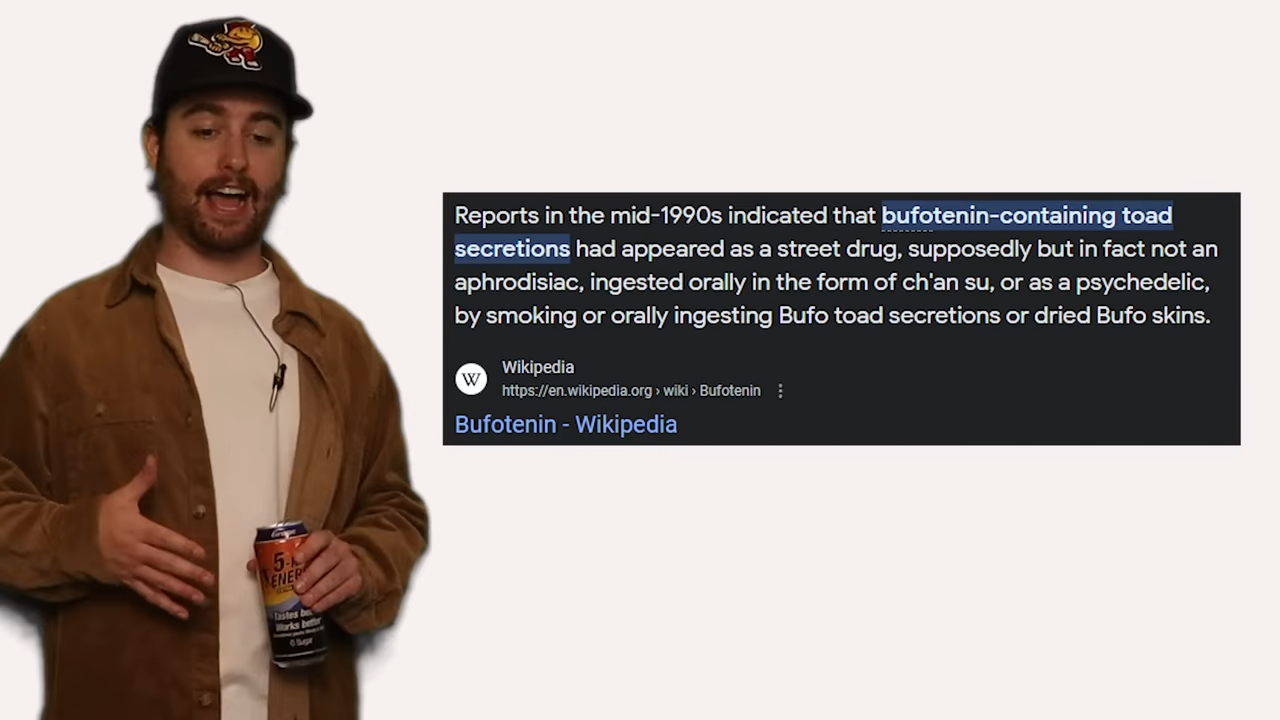 Reports in the mid-1990s indicated that bufotenin-containing toad
secretions had appeared as a street drug, supposedly but in fact not an
aphrodisiac, ingested orally in the form of ch'an su, or as a psychedelic,
by smoking or orally ingesting Bufo toad secretions or dried Bufo skins.
W
Wikipedia
https://en.wikipedia.org › wiki › Bufotenin
Bufotenin - Wikipedia
Grape
5-
ENER
Tastes
Works better
0 Sugar